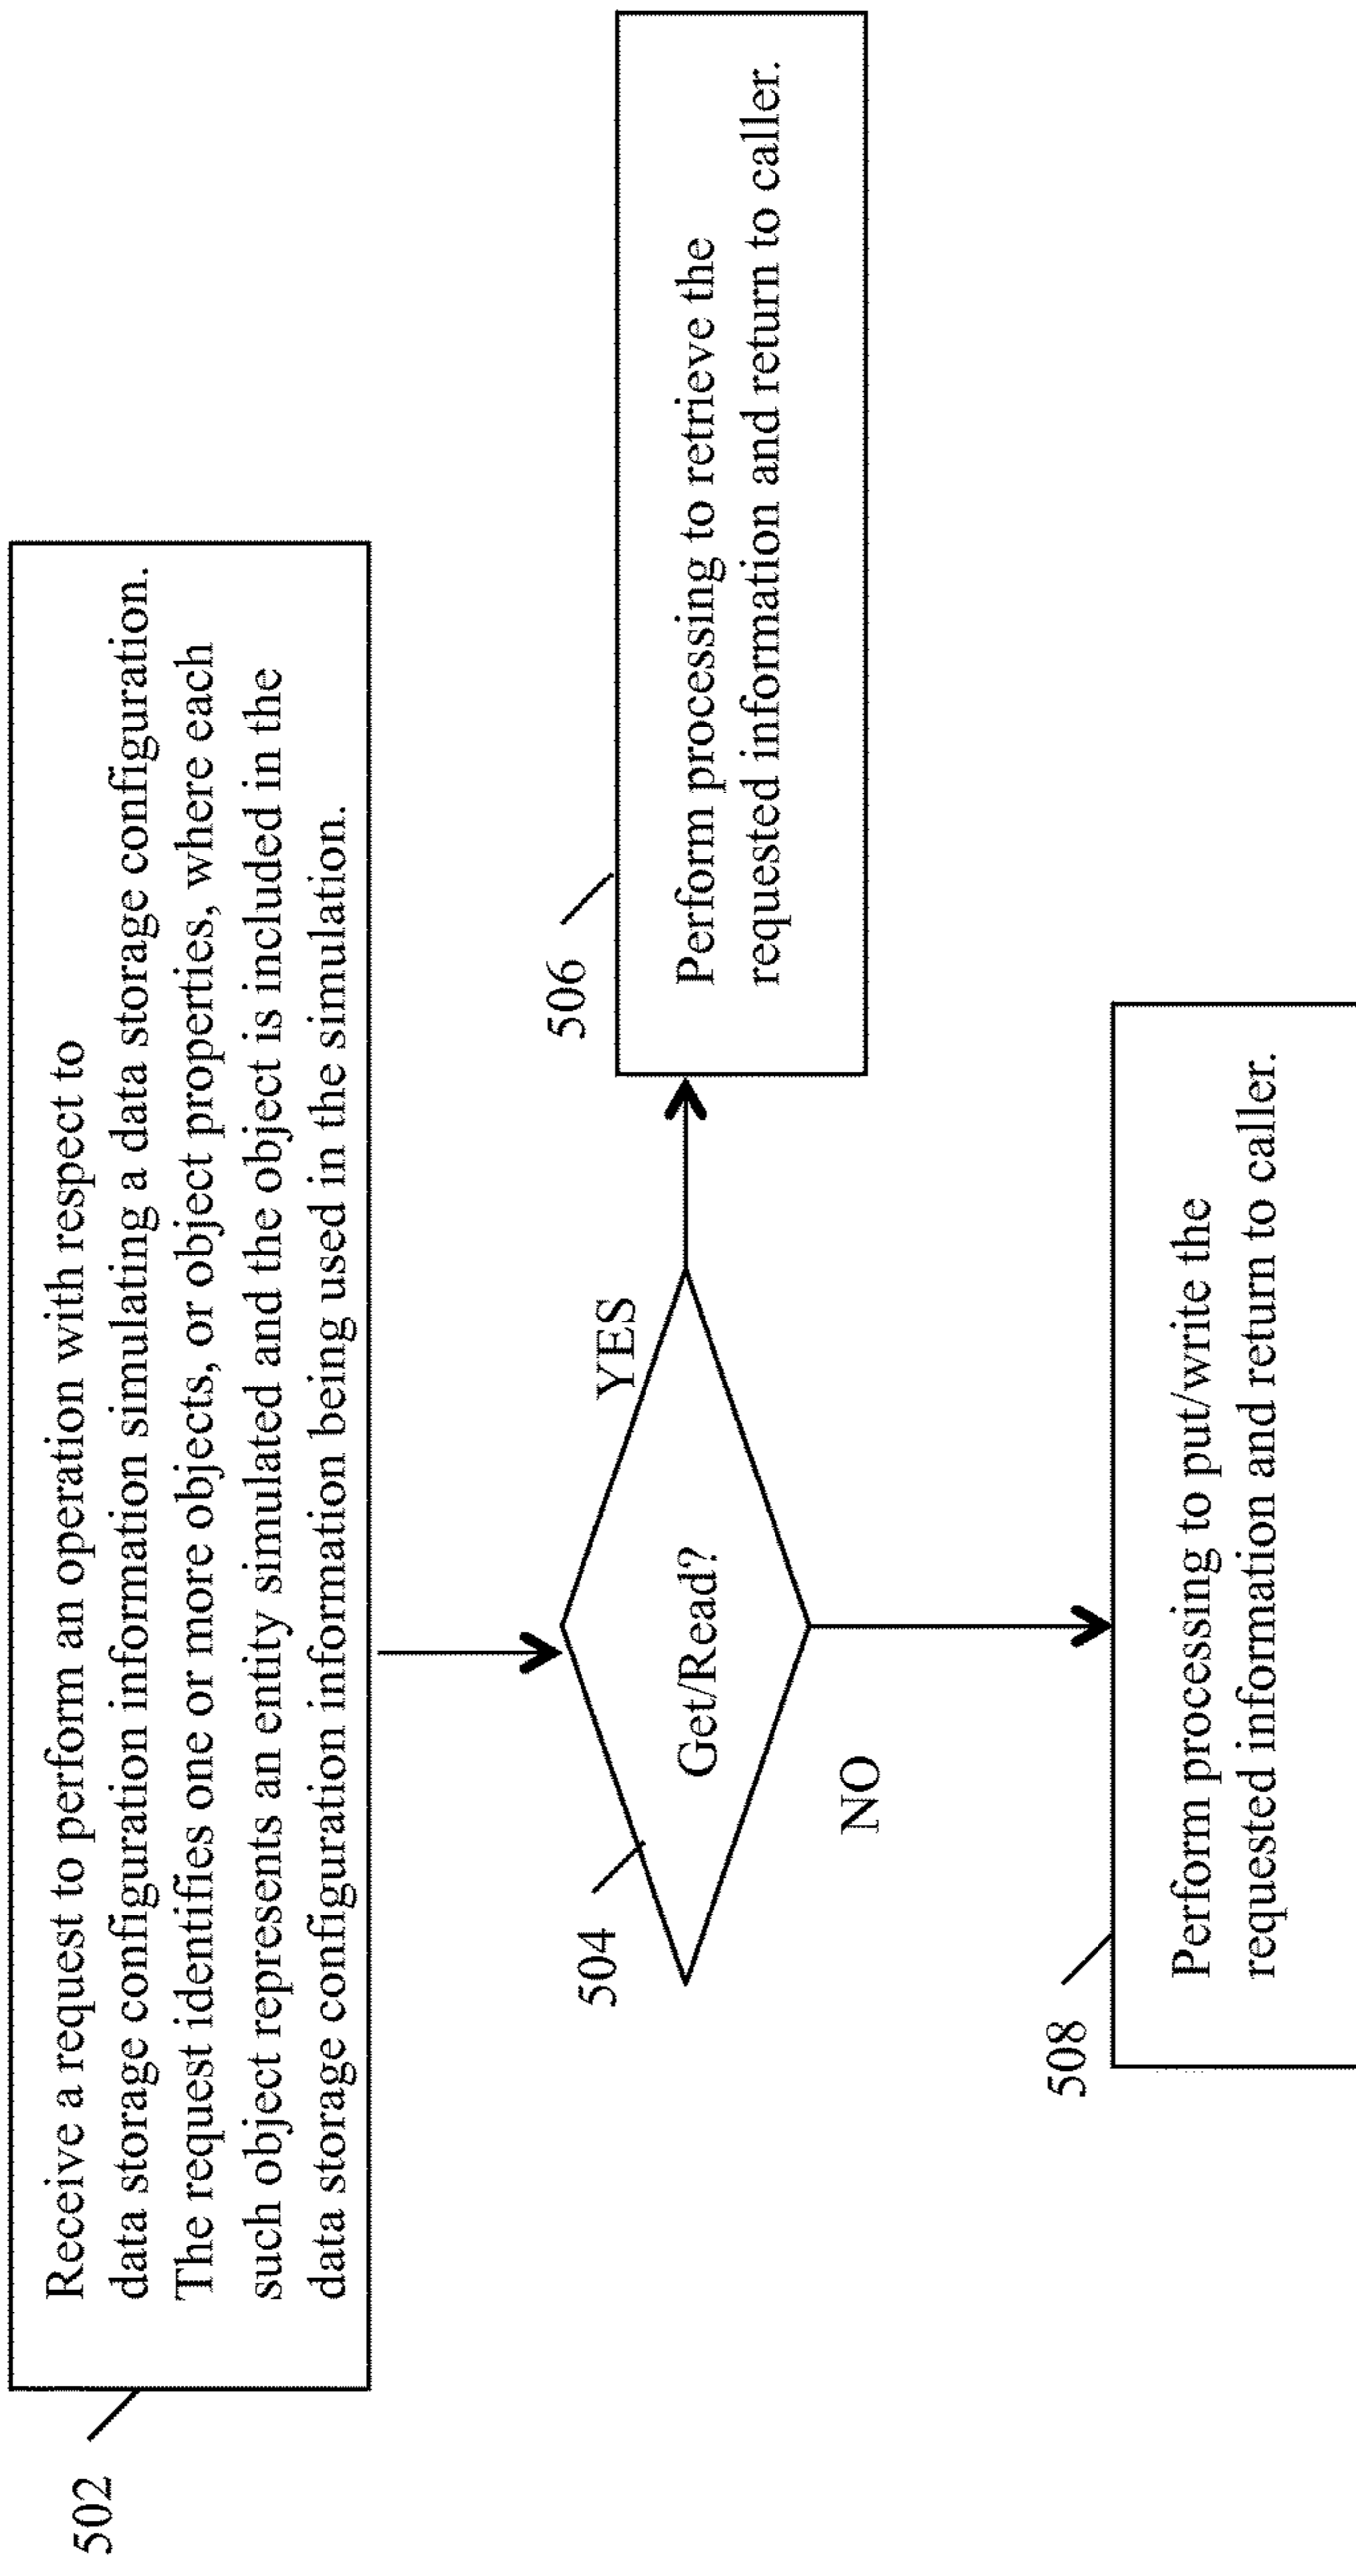 502
Receive a request to perform an operation with respect to
data storage configuration information simulating a data storage configuration.
The request identifies one or more objects, or object properties, where each
such object represents an entity simulated and the object is included in the
data storage configuration information being used in the simulation.
504
Get/Read?
YES
506
Perform processing to retrieve the
requested information and return to caller.
NO
508
Perform processing to put/write the
requested information and return to caller.